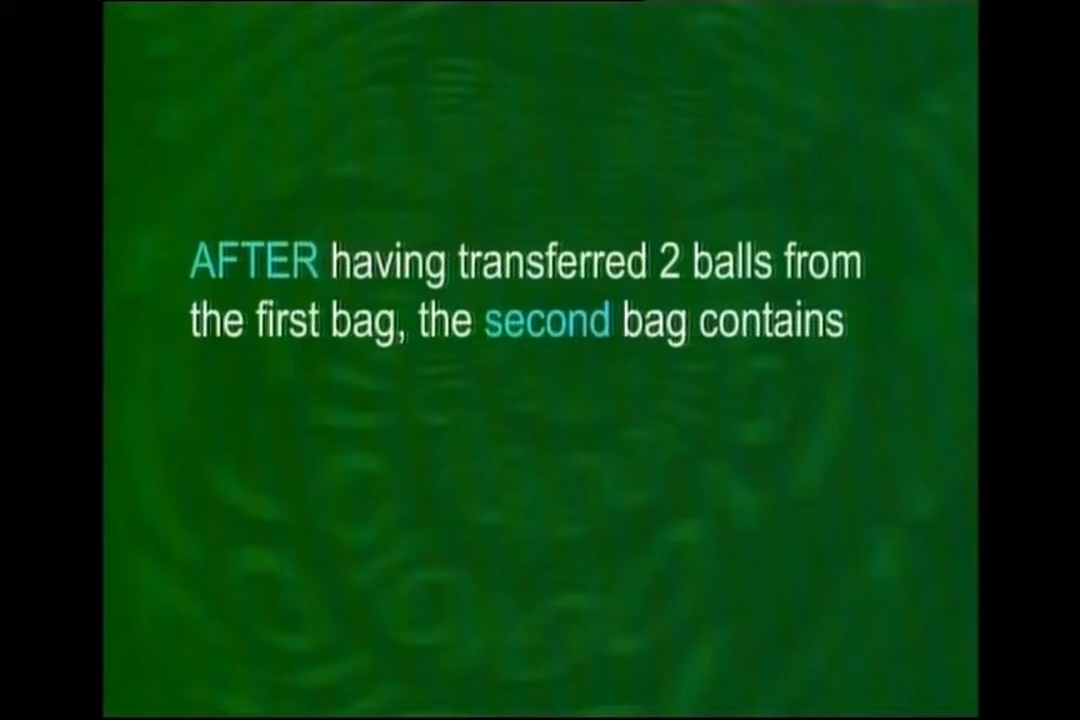 AFTER having transferred 2 balls from
the first bag, the second bag contains